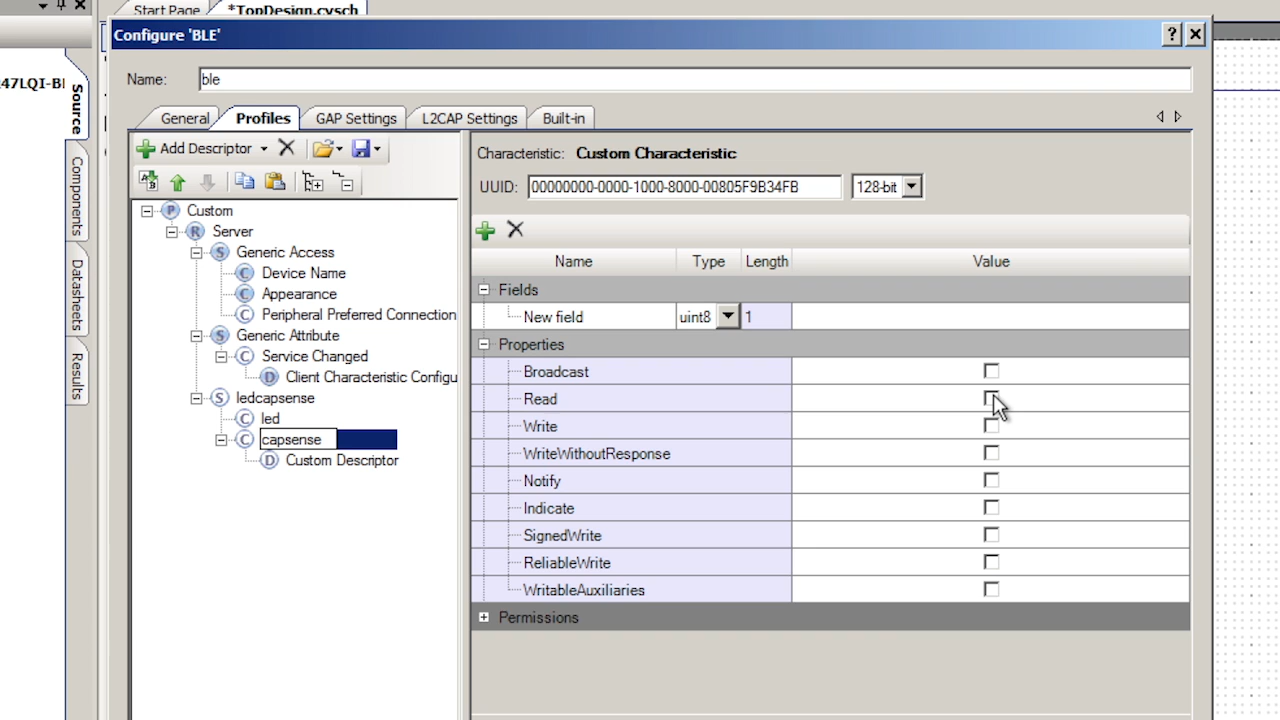 Start Page
*TopDesign.cysch
Configure 'BLE'
Name:
ble
General
Profiles
GAP Settings
L2CAP Settings
Built-in
Add Descriptor
Custom
Server
Generic Access
Device Name
Appearance
Peripheral Preferred Connection
Generic Attribute
Service Changed
Client Characteristic Configu
ledcapsense
led
capsense
Custom Descriptor
Characteristic: Custom Characteristic
UUID: 00000000-0000-1000-8000-00805F9B34FB 128-bit
Name Type Length Value
Fields
New field uint8 1
Properties
Broadcast
Read
Write
WriteWithoutResponse
Notify
Indicate
SignedWrite
ReliableWrite
WritableAuxiliaries
Permissions
47LQI-BL
Source
Components
Datasheets
Results